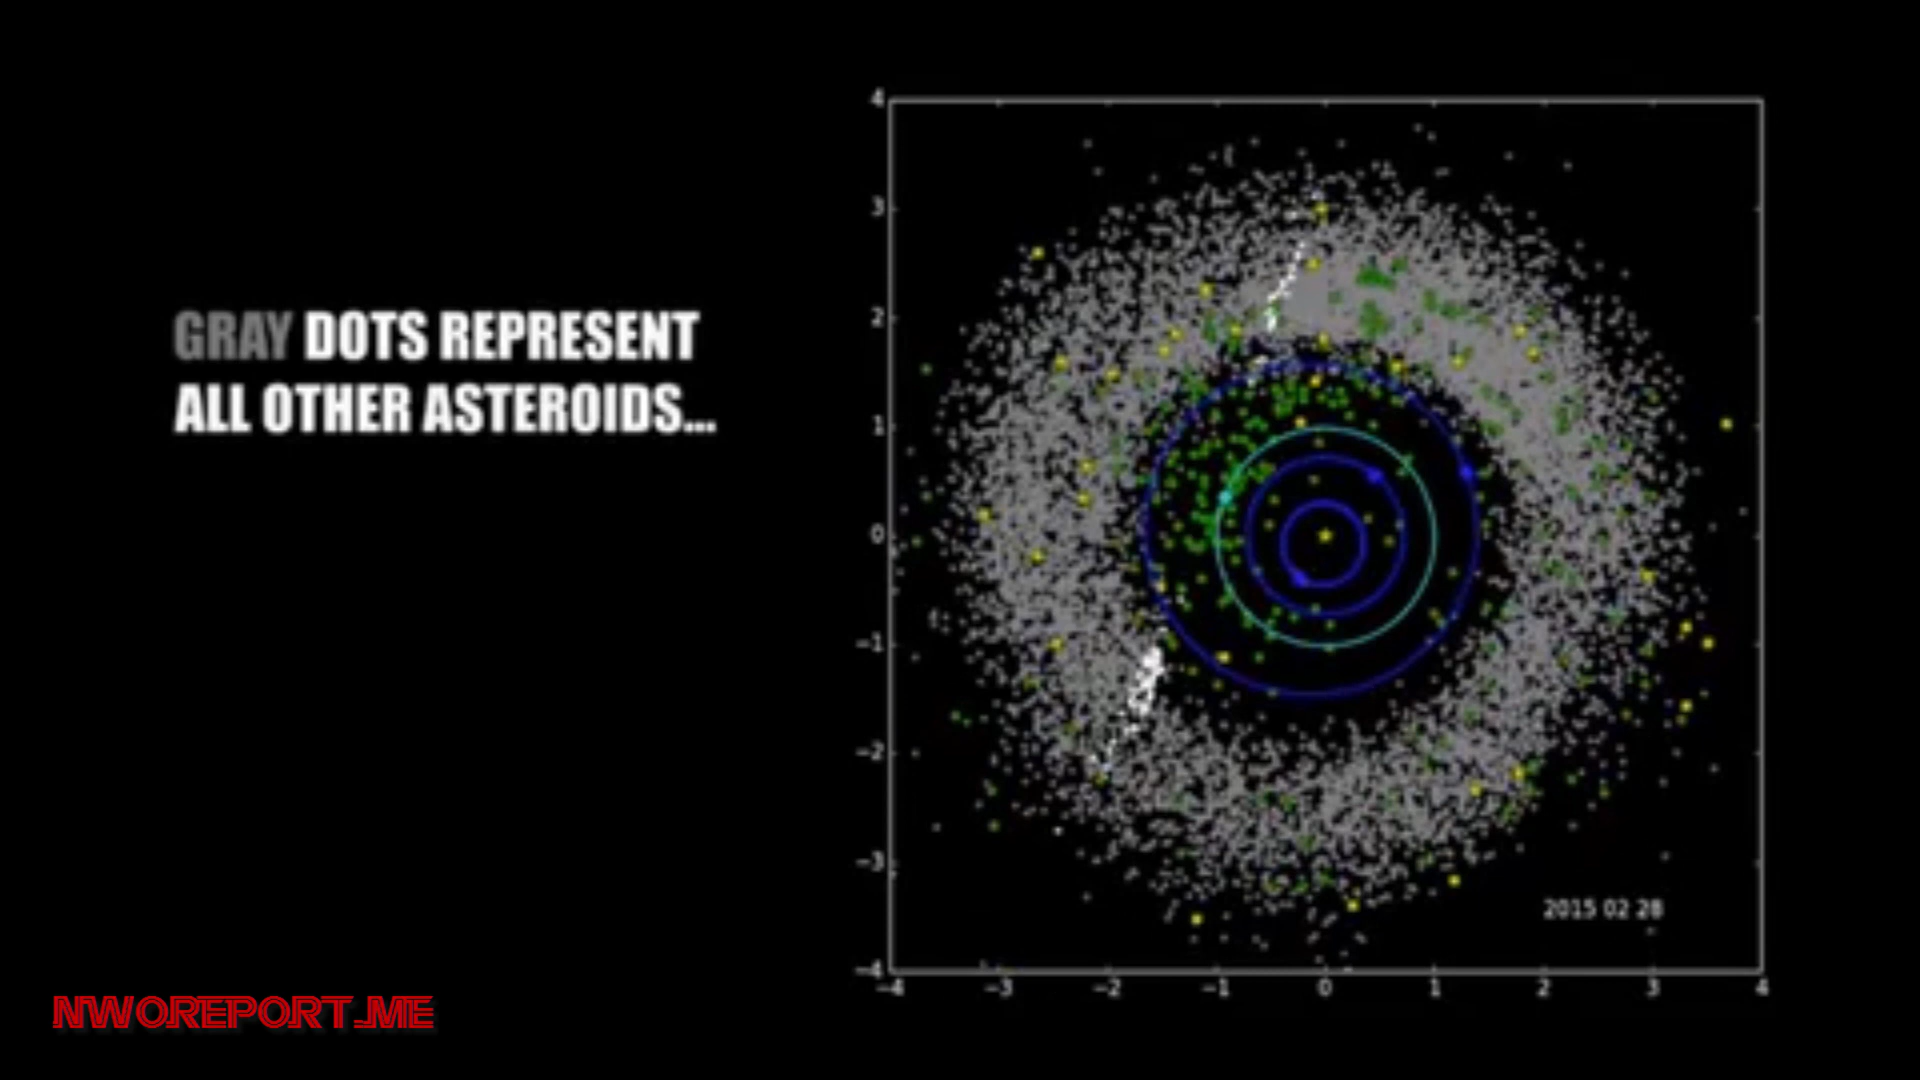 GRAY DOTS REPRESENT
ALL OTHER ASTEROIDS...
4
3
2
1
0
−1
−2
−3
−4
−4 −3 −2 −1 0 1 2 3 4
2015 02 28
NWOREPORT.ME